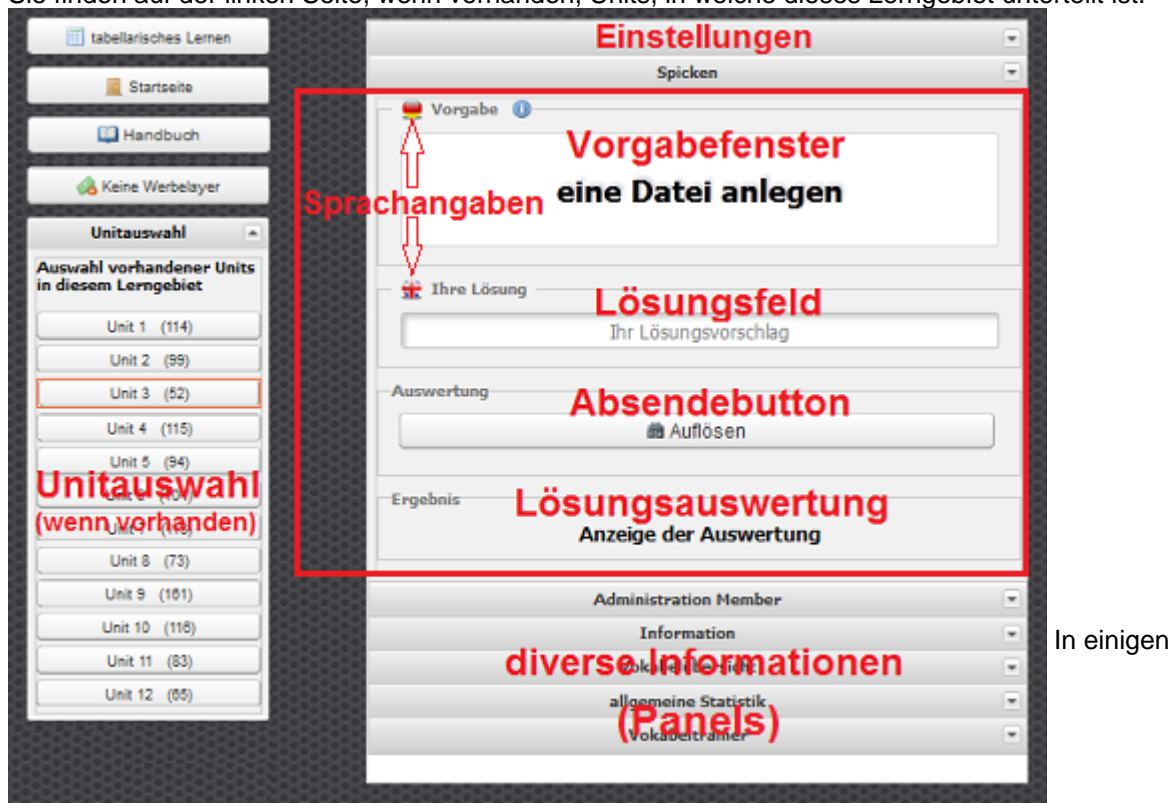 Sie finden auf der linken Seite, wenn vorhanden, Units, in welche dieses Lerngebiet unterteilt ist.
tabellarisches Lernen
Startseite
Handbuch
Keine Werbelayer
Unitauswahl
Auswahl vorhandener Units
in diesem Lerngebiet
Unit 1 (114)
Unit 2 (99)
Unit 3 (52)
Unit 4 (115)
Unit 5 (94)
Unitauswahl
(wenn vorhanden)
Unit 8 (73)
Unit 9 (161)
Unit 10 (116)
Unit 11 (83)
Unit 12 (65)
Einstellungen
Spicken
Vorgabe
Vorgabefenster
eine Datei anlegen
Sprachangaben
Ihre Lösung
Lösungsfeld
Ihr Lösungsvorschlag
Auswertung
Absendebutton
Auflösen
Ergebnis
Lösungsauswertung
Anzeige der Auswertung
Administration Member
Information
diverse Informationen
allgemeine Statistik
(Panels)
Vokabeltrainer
In einigen